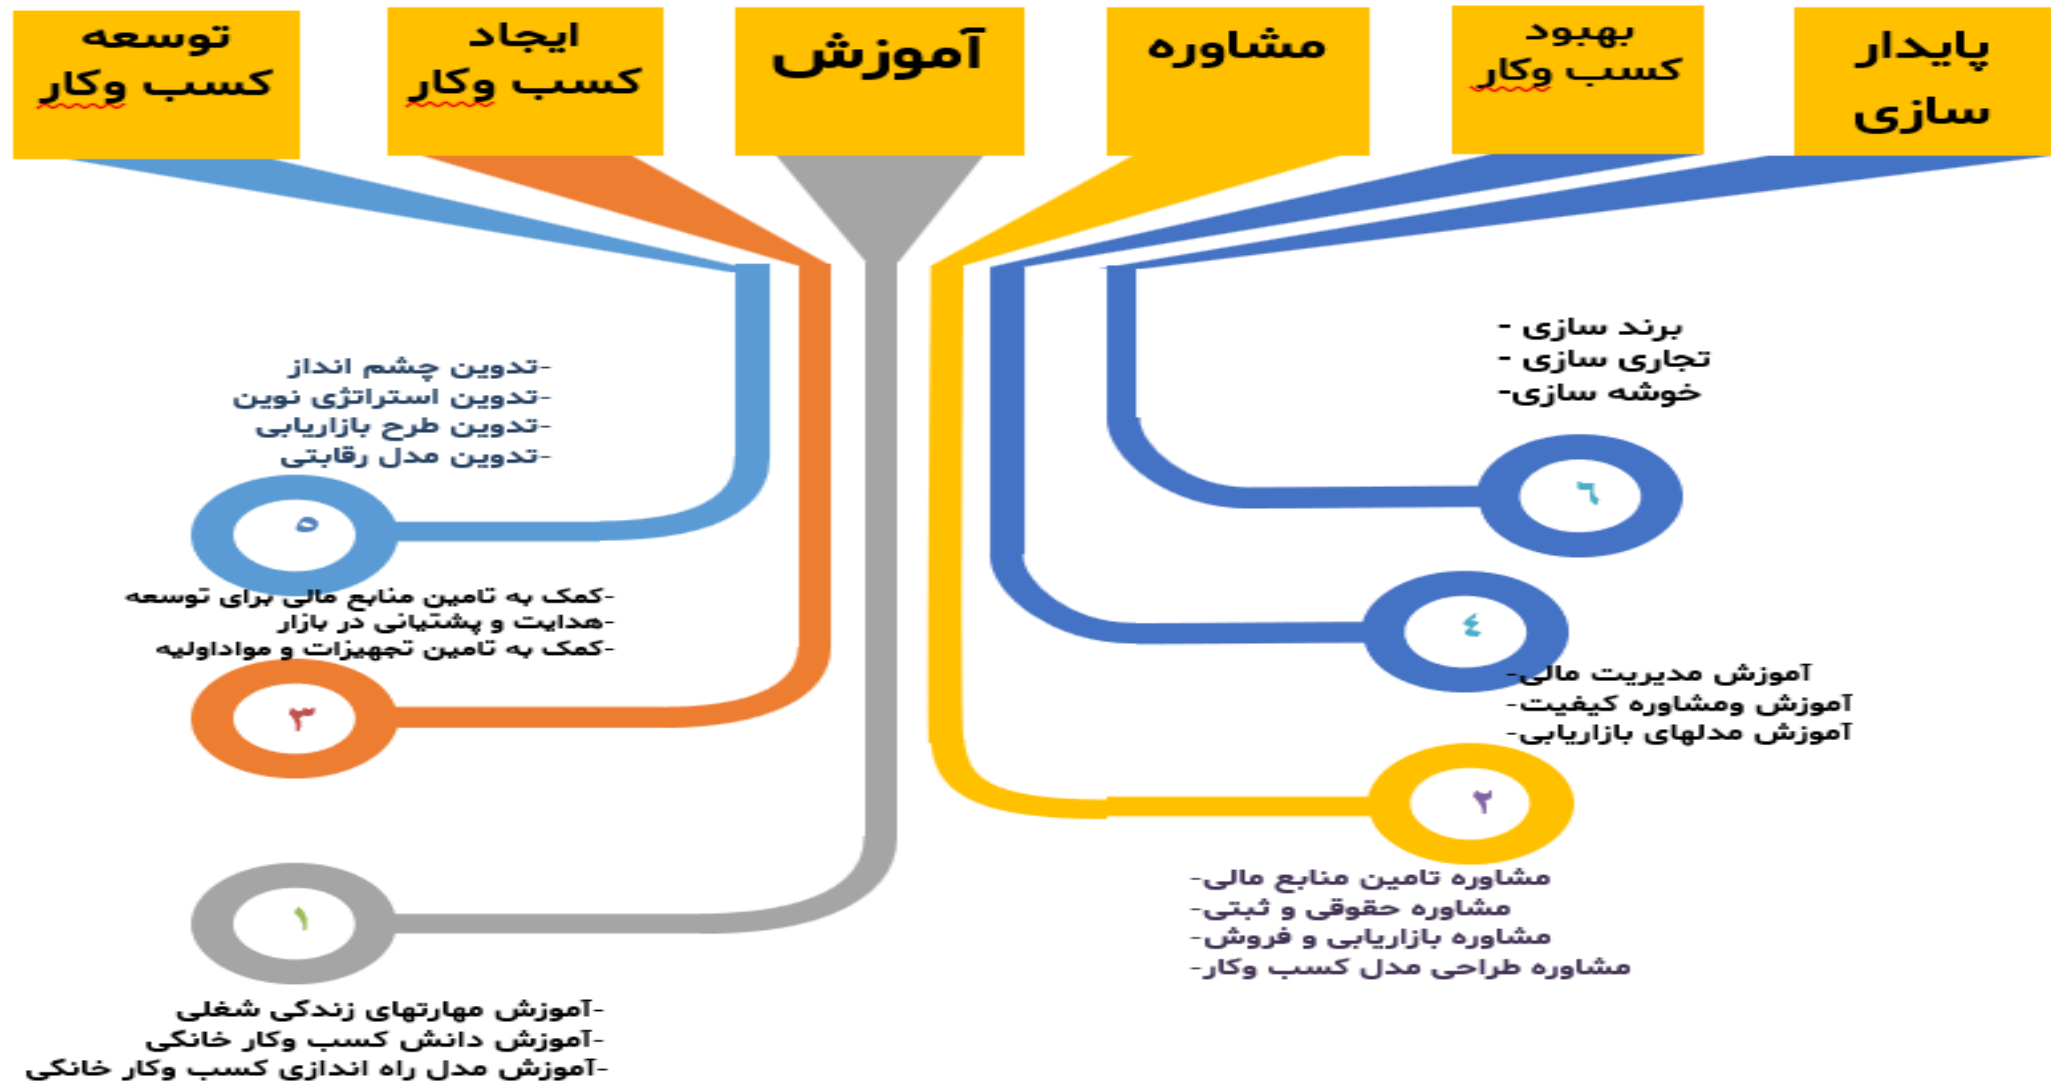 پایدار
سازی
بهبود
کسب وکار
مشاوره
آموزش
ایجاد
کسب وکار
توسعه
کسب وکار
برند سازی -
تجاری سازی -
خوشه سازی-
٦
-تدوین چشم انداز
-تدوین استراتژی نوین
-تدوین طرح بازاریابی
-تدوین مدل رقابتی
٥
٤
آموزش مدیریت مالی-
آموزش ومشاوره کیفیت-
آموزش مدلهای بازاریابی-
-کمک به تامین منابع مالی برای توسعه
-هدایت و پشتیانی در بازار
-کمک به تامین تجهیزات و مواداولیه
٣
٢
مشاوره تامین منابع مالی-
مشاوره حقوقی و ثبتی-
مشاوره بازاریابی و فروش-
مشاوره طراحی مدل کسب وکار-
١
-آموزش مهارتهای زندگی شغلی
-آموزش دانش کسب وکار خانگی
-آموزش مدل راه اندازی کسب وکار خانگی